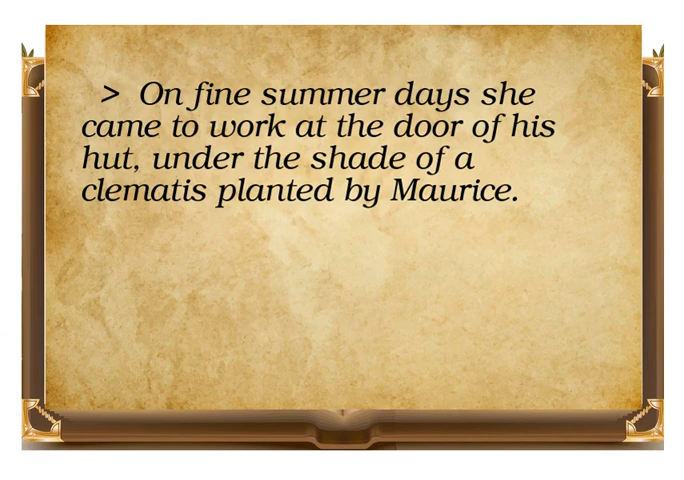 > On fine summer days she
came to work at the door of his
hut, under the shade of a
clematis planted by Maurice.